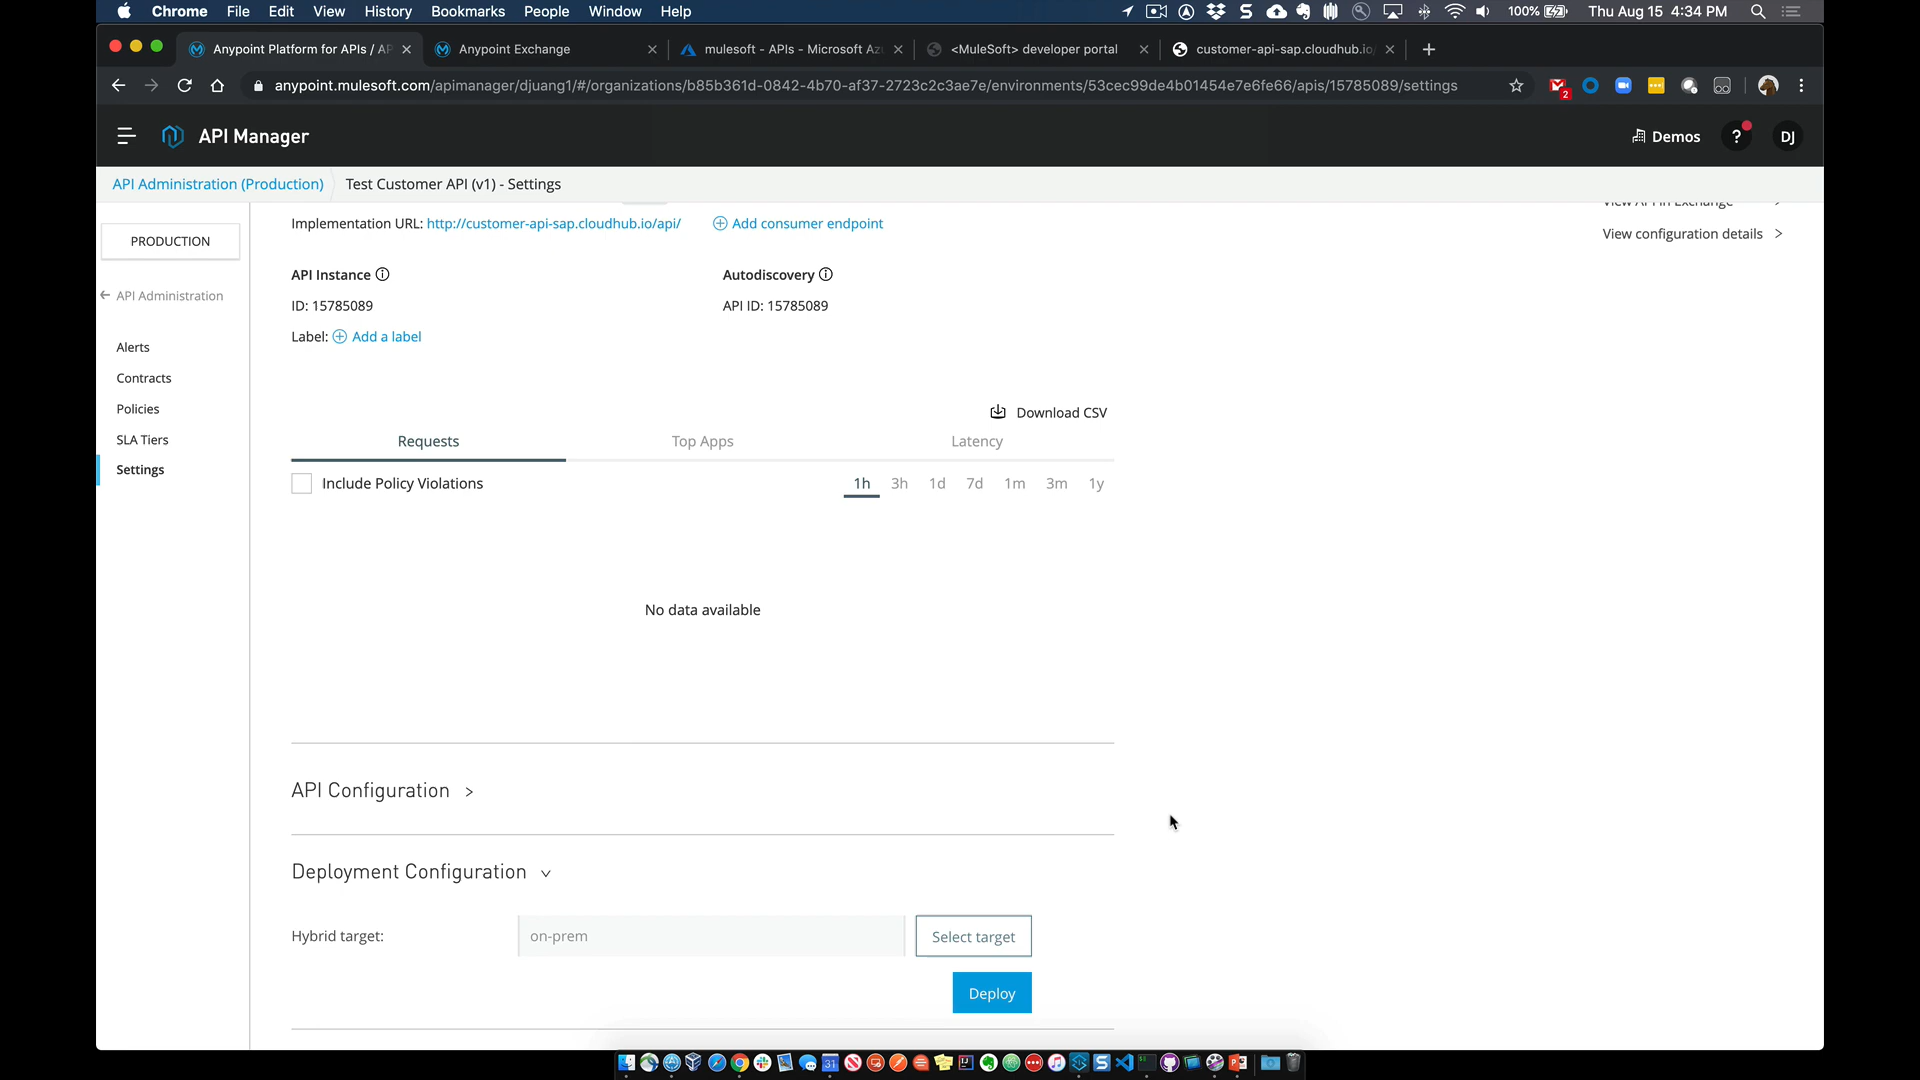 Chrome File Edit View History Bookmarks People Window Help 100% Thu Aug 15 4:34 PM
Anypoint Platform for APIs / AP Anypoint Exchange mulesoft - APIs - Microsoft Az <MuleSoft> developer portal customer-api-sap.cloudhub.io
anypoint.mulesoft.com/apimanager/djuang1/#/organizations/b85b361d-0842-4b70-af37-2723c2c3ae7e/environments/53cec99de4b01454e7e6fe66/apis/15785089/settings 2
API Manager Demos ? DJ
API Administration (Production) Test Customer API (v1) - Settings
View API in Exchange >
Implementation URL: http://customer-api-sap.cloudhub.io/api/ Add consumer endpoint
View configuration details >
PRODUCTION
API Instance Autodiscovery
API Administration
ID: 15785089 API ID: 15785089
Label: Add a label
Alerts
Contracts
Policies
SLA Tiers
Settings
Download CSV
Requests Top Apps Latency
Include Policy Violations 1h 3h 1d 7d 1m 3m 1y
No data available
API Configuration >
Deployment Configuration
Hybrid target: on-prem Select target
Deploy
31